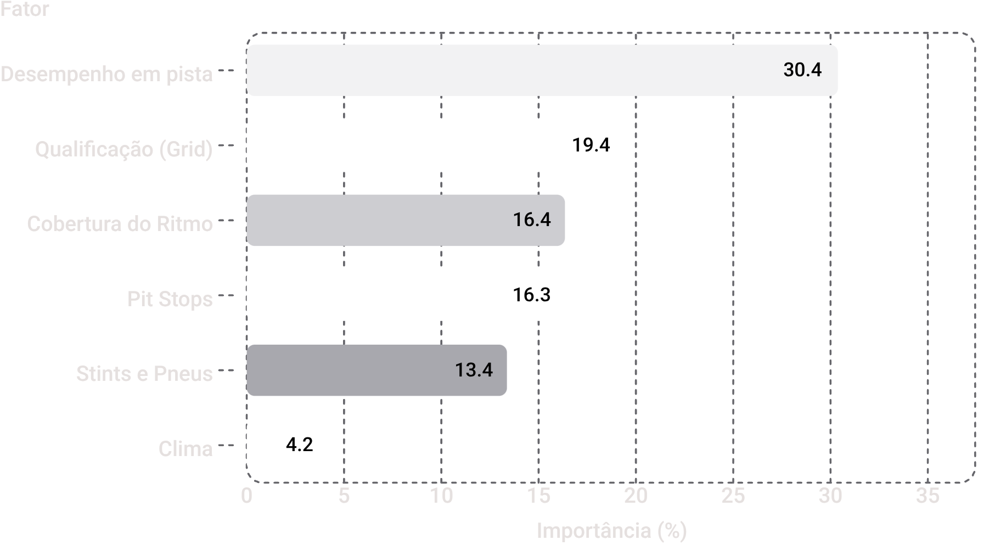 Fator
Desempenho em pista
30.4
Qualificação (Grid)
19.4
Cobertura do Ritmo
16.4
Pit Stops
16.3
Stints e Pneus
13.4
Clima
4.2
0 5 10 15 20 25 30 35
Importância (%)